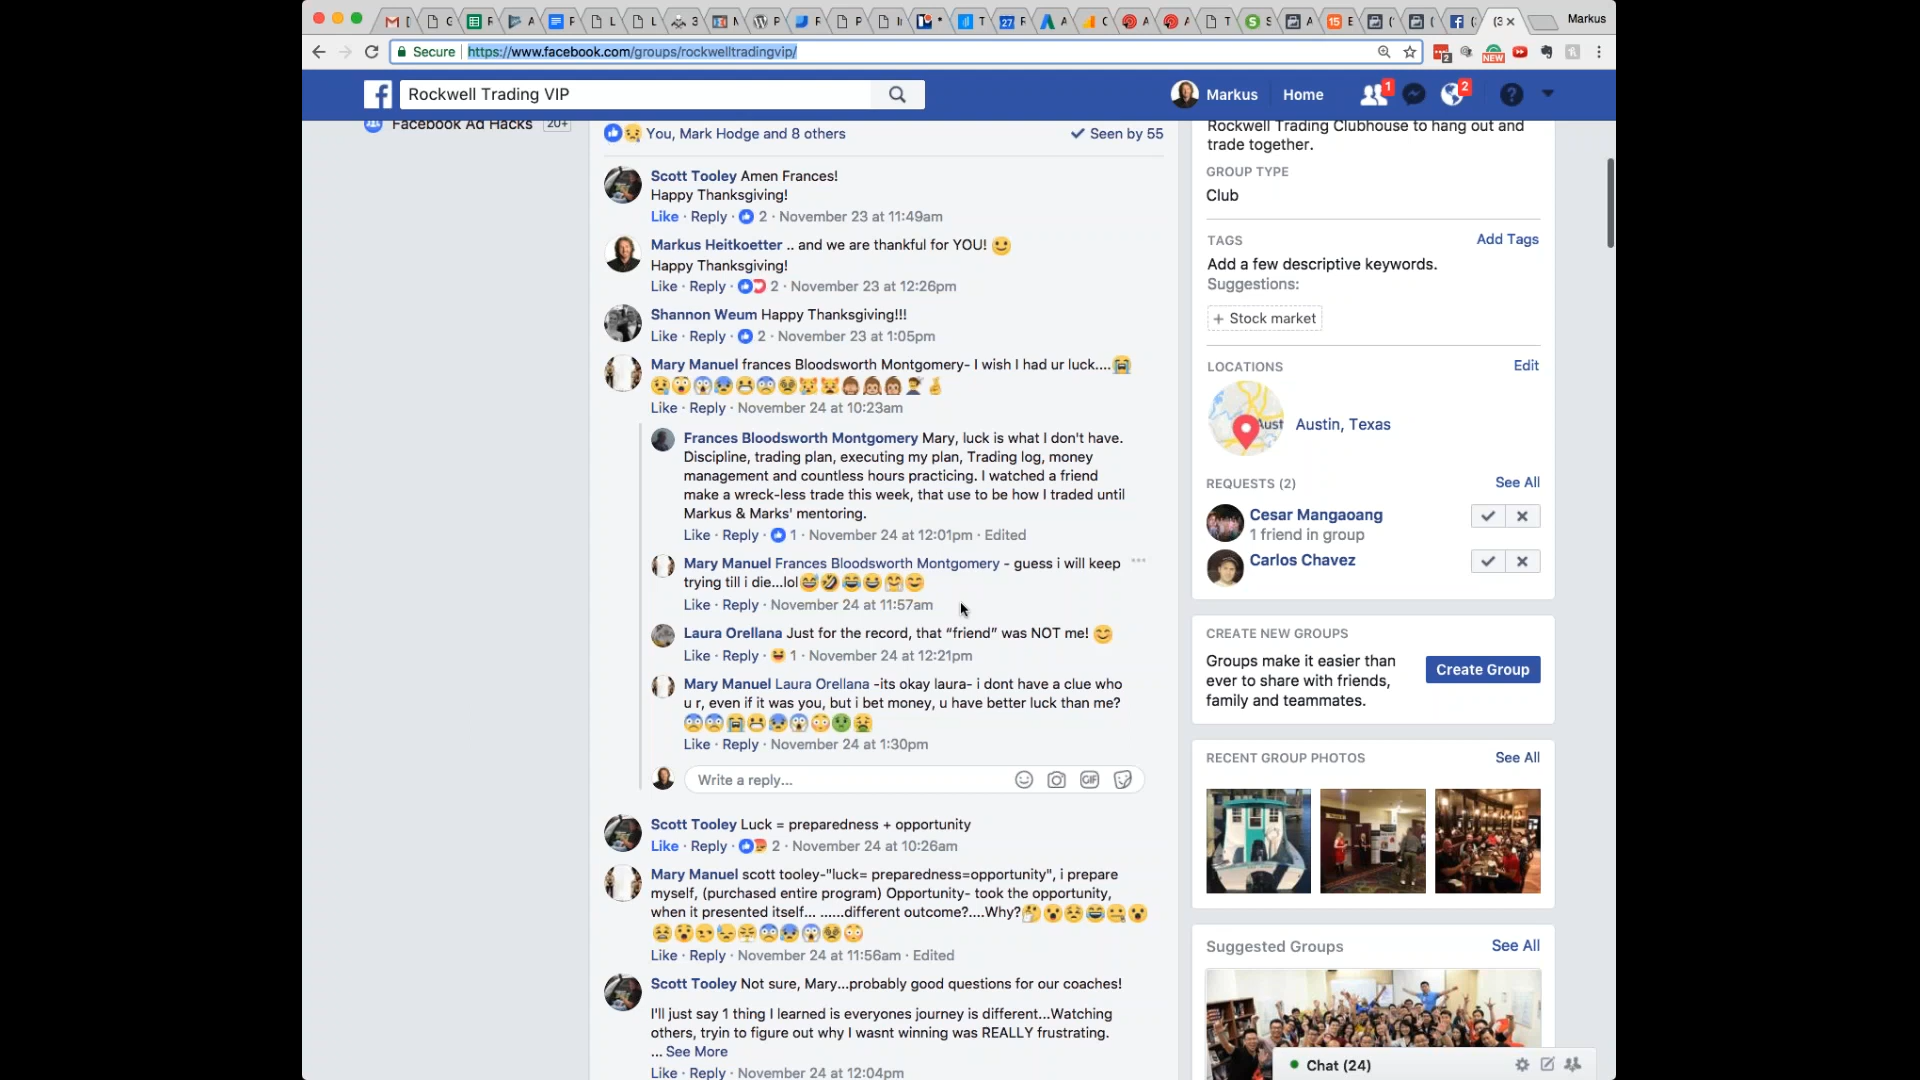 Markus
Secure | https://www.facebook.com/groups/rockwelltradingvip/
Rockwell Trading VIP
Markus Home 1 2
Facebook Ad Hacks 20+
You, Mark Hodge and 8 others
Seen by 55
Scott Tooley Amen Frances!
Happy Thanksgiving!
Like · Reply · 2 · November 23 at 11:49am
Markus Heitkoetter .. and we are thankful for YOU!
Happy Thanksgiving!
Like · Reply · 2 · November 23 at 12:26pm
Shannon Weum Happy Thanksgiving!!!
Like · Reply · 2 · November 23 at 1:05pm
Mary Manuel frances Bloodsworth Montgomery- I wish I had ur luck....
Like · Reply · November 24 at 10:23am
Frances Bloodsworth Montgomery Mary, luck is what I don't have.
Discipline, trading plan, executing my plan, Trading log, money
management and countless hours practicing. I watched a friend
make a wreck-less trade this week, that use to be how I traded until
Markus & Marks' mentoring.
Like · Reply · 1 · November 24 at 12:01pm · Edited
Mary Manuel Frances Bloodsworth Montgomery - guess i will keep
trying till i die...lol
Like · Reply · November 24 at 11:57am
Laura Orellana Just for the record, that “friend” was NOT me!
Like · Reply · 1 · November 24 at 12:21pm
Mary Manuel Laura Orellana -its okay laura- i dont have a clue who
u r, even if it was you, but i bet money, u have better luck than me?
Like · Reply · November 24 at 1:30pm
Write a reply...
GIF
Scott Tooley Luck = preparedness + opportunity
Like · Reply · 2 · November 24 at 10:26am
Mary Manuel scott tooley-"luck= preparedness=opportunity", i prepare
myself, (purchased entire program) Opportunity- took the opportunity,
when it presented itself... ......different outcome?....Why?
Like · Reply · November 24 at 11:56am · Edited
Scott Tooley Not sure, Mary...probably good questions for our coaches!
I'll just say 1 thing I learned is everyones journey is different...Watching
others, tryin to figure out why I wasnt winning was REALLY frustrating.
... See More
Like · Reply · November 24 at 12:04pm
Rockwell Trading Clubhouse to hang out and
trade together.
GROUP TYPE
Club
TAGS
Add Tags
Add a few descriptive keywords.
Suggestions:
+ Stock market
LOCATIONS
Edit
Aust
Austin, Texas
REQUESTS (2)
See All
Cesar Mangaoang
1 friend in group
Carlos Chavez
CREATE NEW GROUPS
Groups make it easier than
ever to share with friends,
family and teammates.
Create Group
RECENT GROUP PHOTOS
See All
Suggested Groups
See All
Chat (24)